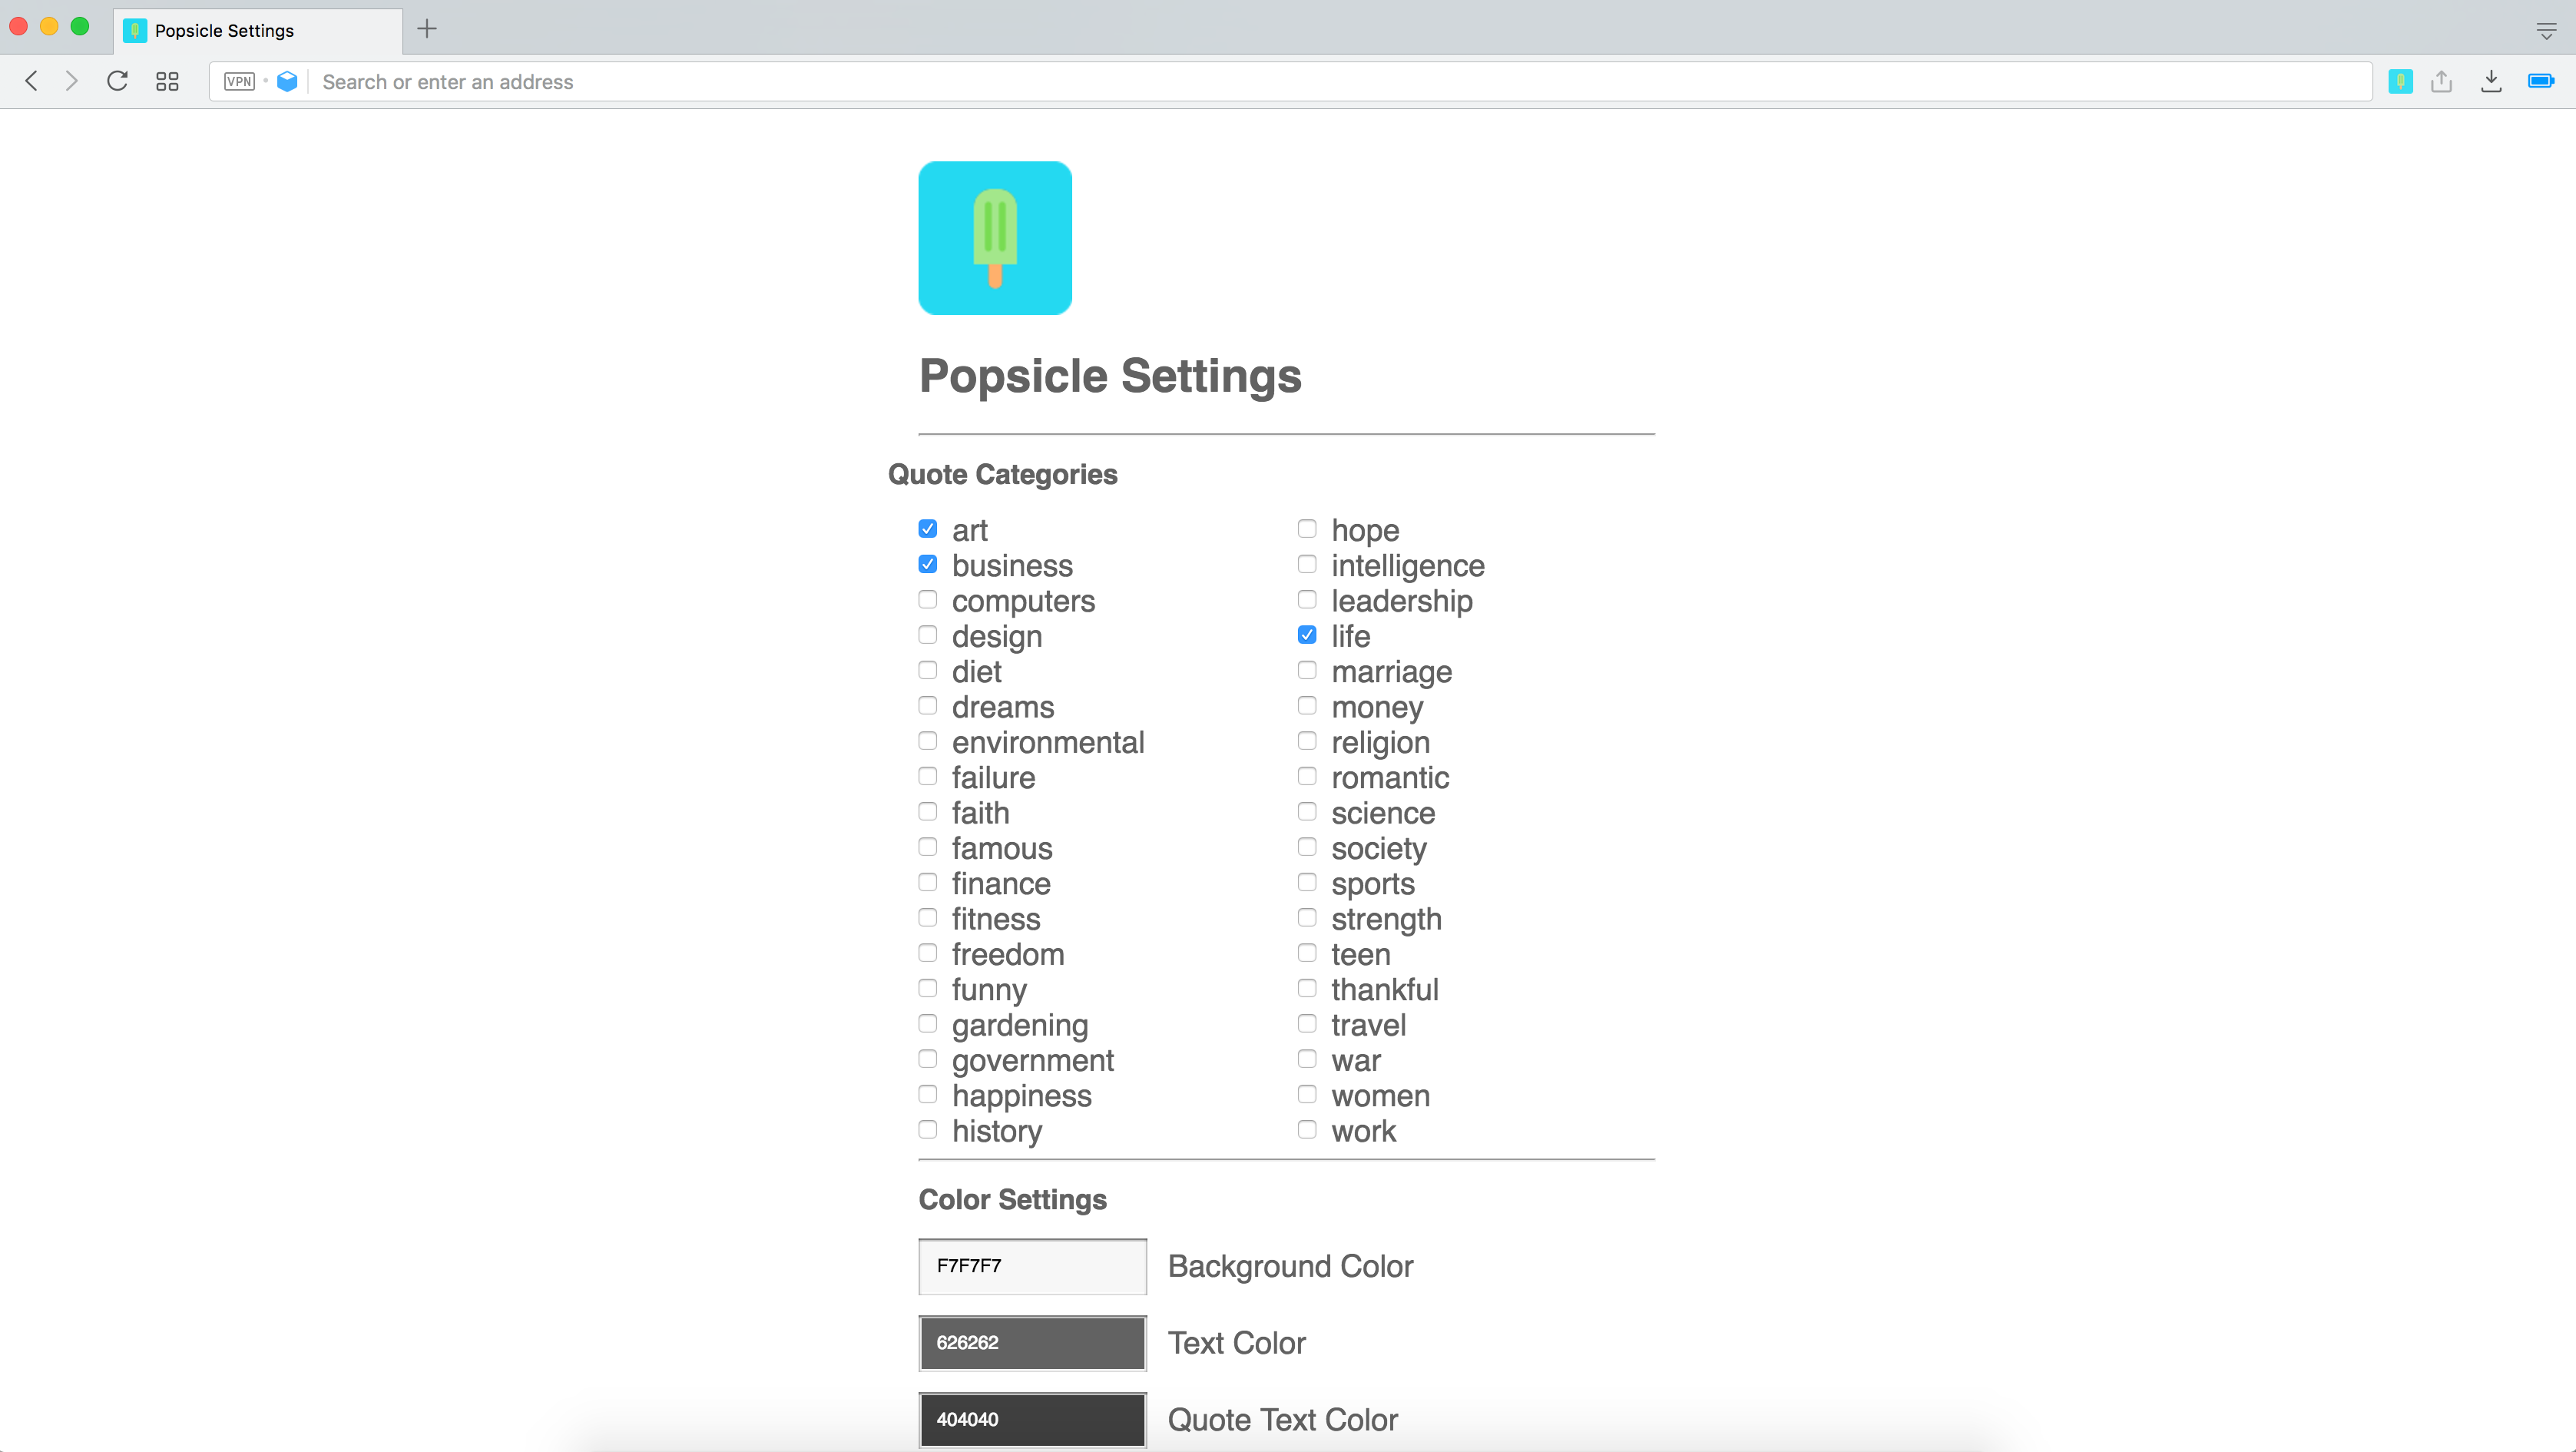 Popsicle Settings
VPN Search or enter an address
Popsicle Settings
Quote Categories
art
business
computers
design
diet
dreams
environmental
failure
faith
famous
finance
fitness
freedom
funny
gardening
government
happiness
history
hope
intelligence
leadership
life
marriage
money
religion
romantic
science
society
sports
strength
teen
thankful
travel
war
women
work
Color Settings
F7F7F7 Background Color
626262 Text Color
404040 Quote Text Color